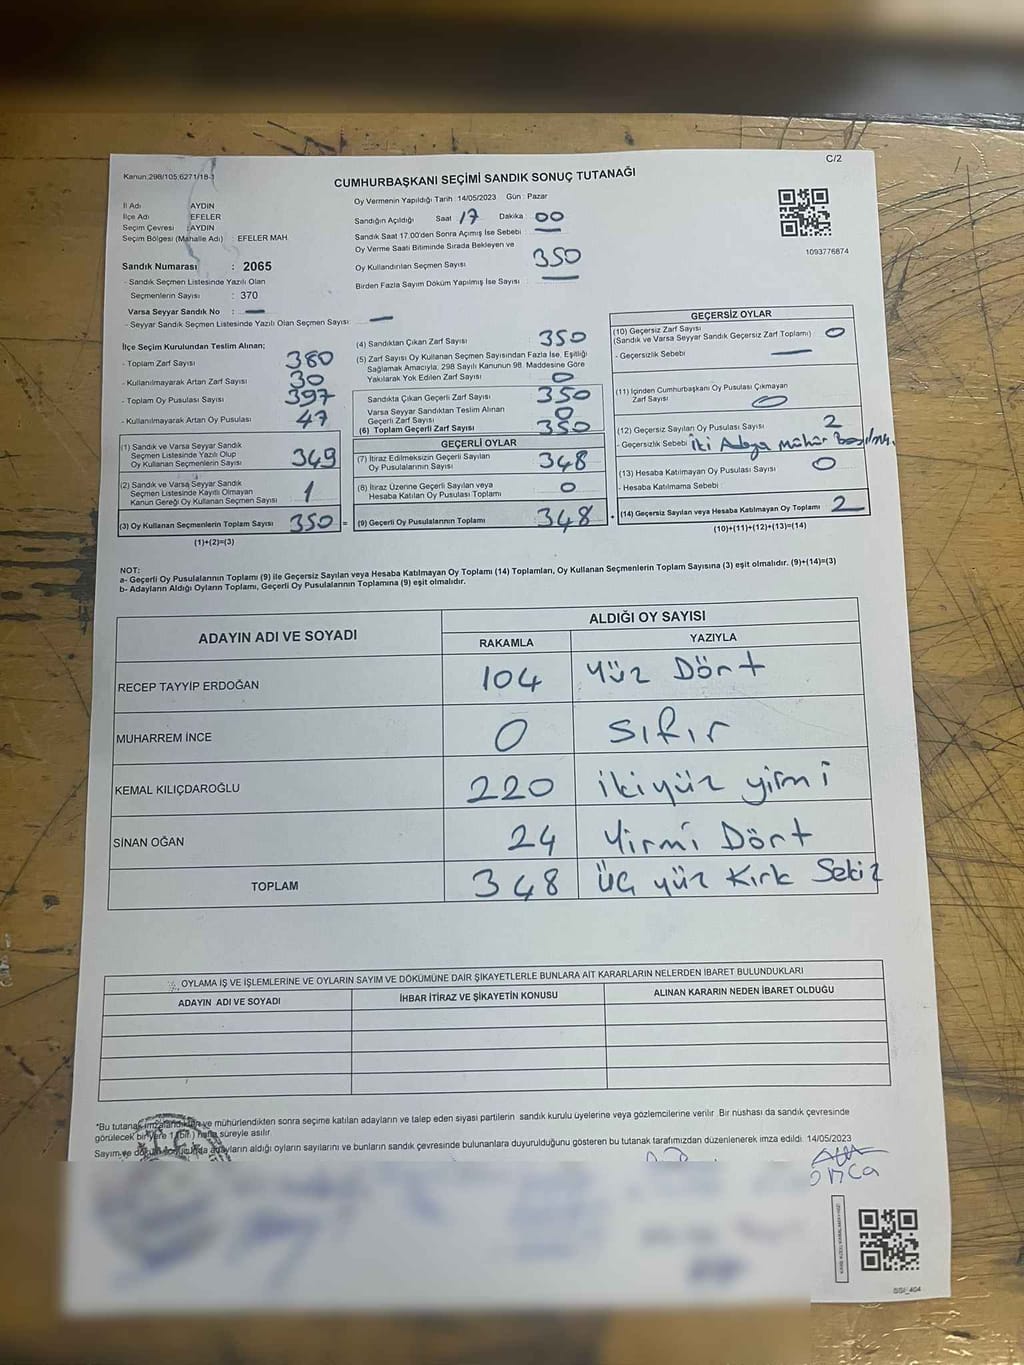 C/2
Kanun:298/105;6271/18-1
CUMHURBAŞKANI SEÇİMİ SANDIK SONUÇ TUTANAĞI
İl Adı AYDIN
İlçe Adı EFELER
Seçim Çevresi : AYDIN
Seçim Bölgesi (Mahalle Adı) EFELER MAH
Sandık Numarası : 2065
- Sandık Seçmen Listesinde Yazılı Olan
Seçmenlerin Sayısı : 370
Varsa Seyyar Sandık No : —
- Seyyar Sandık Seçmen Listesinde Yazılı Olan Seçmen Sayısı: —
Oy Vermenin Yapıldığı Tarih :14/05/2023 Gün : Pazar
Sandığın Açıldığı Saat 17 Dakika : 00
Sandık Saat 17.00'den Sonra Açımış İse Sebebi : —
Oy Verme Saati Bitiminde Sırada Bekleyen ve
Oy Kullandırılan Seçmen Sayısı 350
Birden Fazla Sayım Döküm Yapılmış İse Sayısı : —
1093776874
İlçe Seçim Kurulundan Teslim Alınan;
- Toplam Zarf Sayısı 380
- Kullanılmayarak Artan Zarf Sayısı 30
- Toplam Oy Pusulası Sayısı 397
- Kullanılmayarak Artan Oy Pusulası 47
(1) Sandık ve Varsa Seyyar Sandık
Seçmen Listesinde Yazılı Olup
Oy Kullanan Seçmenlerin Sayısı 349
(2) Sandık ve Varsa Seyyar Sandık
Seçmen Listesinde Kayıtlı Olmayan
Kanun Gereği Oy Kullanan Seçmen Sayısı 1
(3) Oy Kullanan Seçmenlerin Toplam Sayısı 350 =
(1)+(2)=(3)
(4) Sandıktan Çıkan Zarf Sayısı 350
(5) Zarf Sayısı Oy Kullanan Seçmen Sayısından Fazla İse, Eşitliği
Sağlamak Amacıyla, 298 Sayılı Kanunun 98. Maddesine Göre
Yakılarak Yok Edilen Zarf Sayısı 0
Sandıkta Çıkan Geçerli Zarf Sayısı 350
Varsa Seyyar Sandıktan Teslim Alınan
Geçerli Zarf Sayısı 0
(6) Toplam Geçerli Zarf Sayısı 350
GEÇERLİ OYLAR
(7) İtiraz Edilmeksizin Geçerli Sayılan
Oy Pusulalarının Sayısı 348
(8) İtiraz Üzerine Geçerli Sayılan veya
Hesaba Katılan Oy Pusulası Toplamı 0
(9) Geçerli Oy Pusulalarının Toplamı 348 +
GEÇERSİZ OYLAR
(10) Geçersiz Zarf Sayısı
(Sandık ve Varsa Seyyar Sandık Geçersiz Zarf Toplamı) 0
- Geçersizlik Sebebi : —
(11) İçinden Cumhurbaşkanı Oy Pusulası Çıkmayan
Zarf Sayısı 0
(12) Geçersiz Sayılan Oy Pusulası Sayısı 2
- Geçersizlik Sebebi : İki Adaya Mühür
(13) Hesaba Katılmayan Oy Pusulası Sayısı 0
- Hesaba Katılmama Sebebi :
(14) Geçersiz Sayılan veya Hesaba Katılmayan Oy Toplamı 2
(10)+(11)+(12)+(13)=(14)
NOT:
a- Geçerli Oy Pusulalarının Toplamı (9) ile Geçersiz Sayılan veya Hesaba Katılmayan Oy Toplamı (14) Toplamları, Oy Kullanan Seçmenlerin Toplam Sayısına (3) eşit olmalıdır. (9)+(14)=(3)
b- Adayların Aldığı Oyların Toplamı, Geçerli Oy Pusulalarının Toplamına (9) eşit olmalıdır.
ADAYIN ADI VE SOYADI ALDIĞI OY SAYISI
RAKAMLA YAZIYLA
RECEP TAYYİP ERDOĞAN 104 Yüz Dört
MUHARREM İNCE 0 sıfır
KEMAL KILIÇDAROĞLU 220 ikiyüz yirmi
SİNAN OĞAN 24 Yirmi Dört
TOPLAM 348 Üç yüz Kırk Sekiz
OYLAMA İŞ VE İŞLEMLERİNE VE OYLARIN SAYIM VE DÖKÜMÜNE DAİR ŞİKAYETLERLE BUNLARA AİT KARARLARIN NELERDEN İBARET BULUNDUKLARI
ADAYIN ADI VE SOYADI İHBAR İTİRAZ VE ŞİKAYETİN KONUSU ALINAN KARARIN NEDEN İBARET OLDUĞU
*Bu tutanak imzalandıktan ve mühürlendikten sonra seçime katılan adayların ve talep eden siyasi partilerin sandık kurulu üyelerine veya gözlemcilerine verilir. Bir nüshası da sandık çevresinde
görülecek bir yere 1 (bir) hafta süreyle asılır.
Sayım ve dökümü sonucunda adayların aldığı oyların sayılarını ve bunların sandık çevresinde bulunanlara duyurulduğunu gösteren bu tutanak tarafımızdan düzenlenerek imza edildi. 14/05/2023